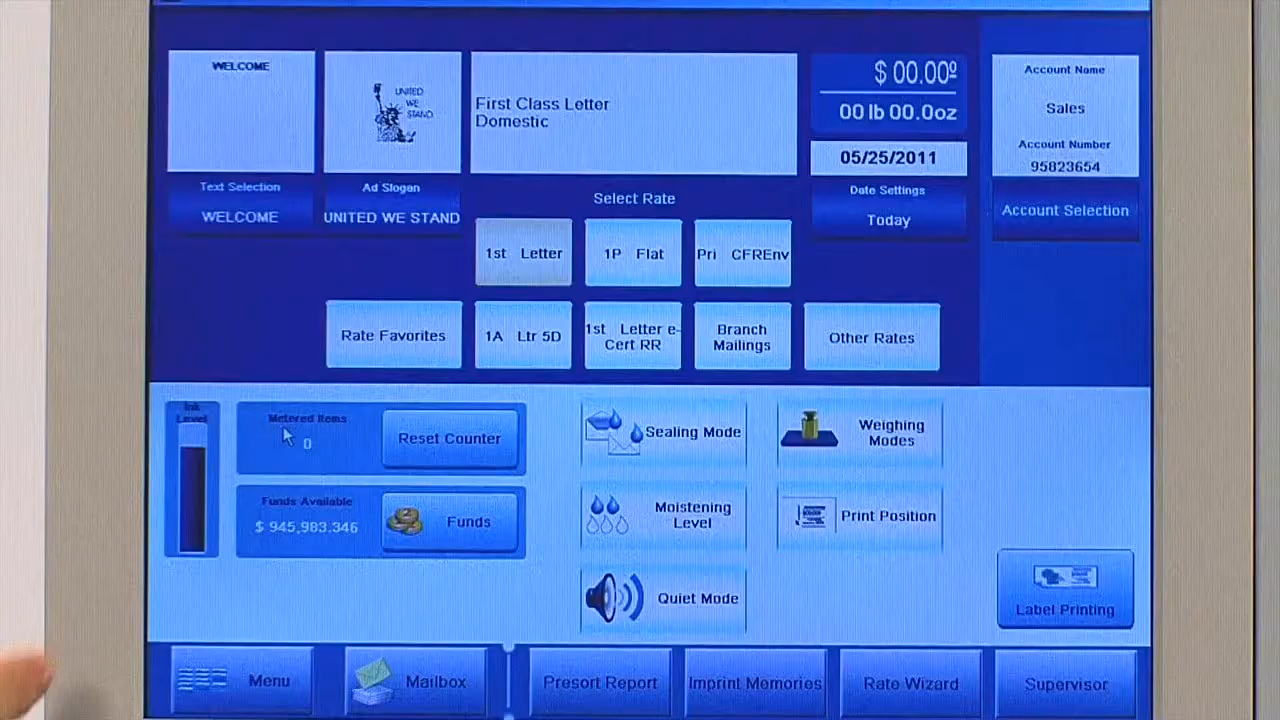 WELCOME
UNITED
WE
STAND
First Class Letter
Domestic
$ 00.00º
00 lb 00.0oz
05/25/2011
Account Name
Sales
Account Number
95823654
Text Selection
WELCOME
Ad Slogan
UNITED WE STAND
Select Rate
Date Settings
Today
Account Selection
1st Letter
1P Flat
Pri CFREnv
Rate Favorites
1A Ltr 5D
1st Letter e-
Cert RR
Branch
Mailings
Other Rates
Ink
Level
Metered Items
0
Reset Counter
Sealing Mode
Weighing
Modes
Funds Available
$ 945,983.346
Funds
Moistening
Level
Print Position
Quiet Mode
Label Printing
Menu
Mailbox
Presort Report
Imprint Memories
Rate Wizard
Supervisor